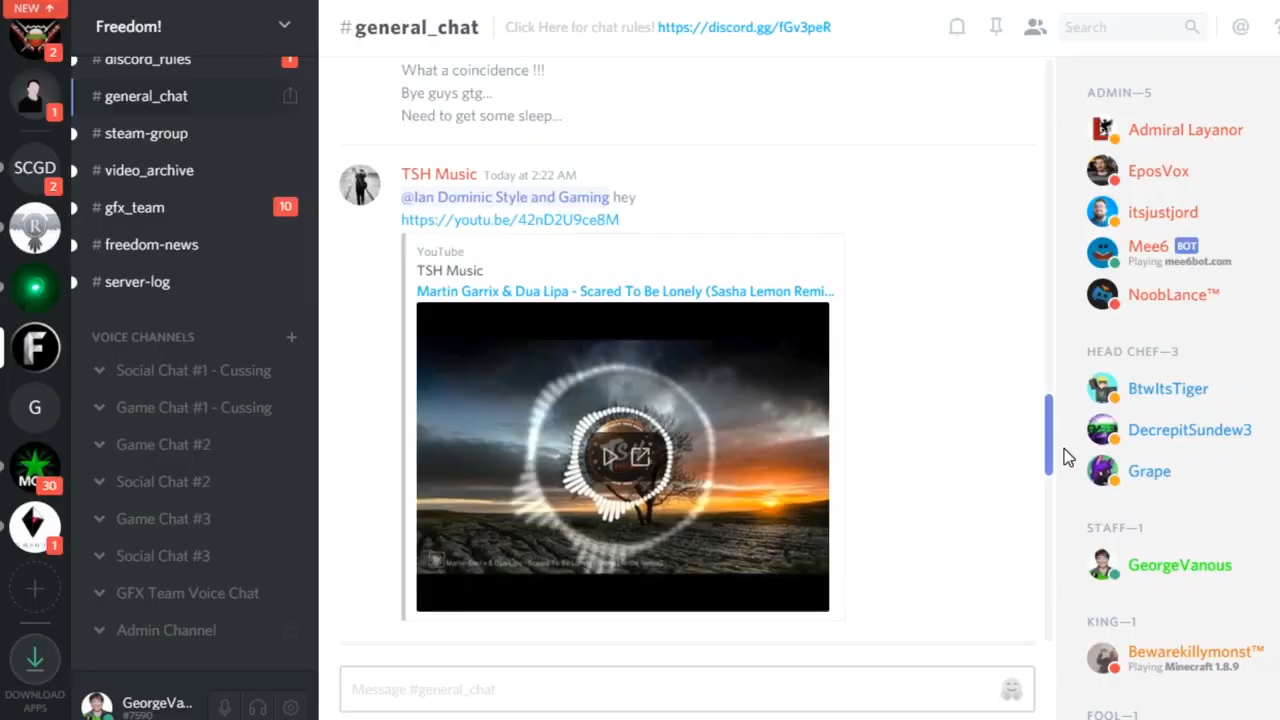 NEW
2
1
SCGD
2
R
F
G
MC
30
1
DOWNLOAD
APPS
Freedom!
# discord_rules
1
# general_chat
# steam-group
# video_archive
# gfx_team
10
# freedom-news
# server-log
VOICE CHANNELS
Social Chat #1 - Cussing
Game Chat #1 - Cussing
Game Chat #2
Social Chat #2
Game Chat #3
Social Chat #3
GFX Team Voice Chat
Admin Channel
GeorgeVa...
#7590
#general_chat
Click Here for chat rules! https://discord.gg/fGv3peR
Search
What a coincidence !!!
Bye guys gtg...
Need to get some sleep...
TSH Music Today at 2:22 AM
@Ian Dominic Style and Gaming hey
https://youtu.be/42nD2U9ce8M
YouTube
TSH Music
Martin Garrix & Dua Lipa - Scared To Be Lonely (Sasha Lemon Remi...
Message #general_chat
ADMIN—5
Admiral Layanor
EposVox
itsjustjord
Mee6 BOT
Playing mee6bot.com
NoobLance™
HEAD CHEF—3
BtwItsTiger
DecrepitSundew3
Grape
STAFF—1
GeorgeVanous
KING—1
Bewarekillymonst™
Playing Minecraft 1.8.9
FOOL—1